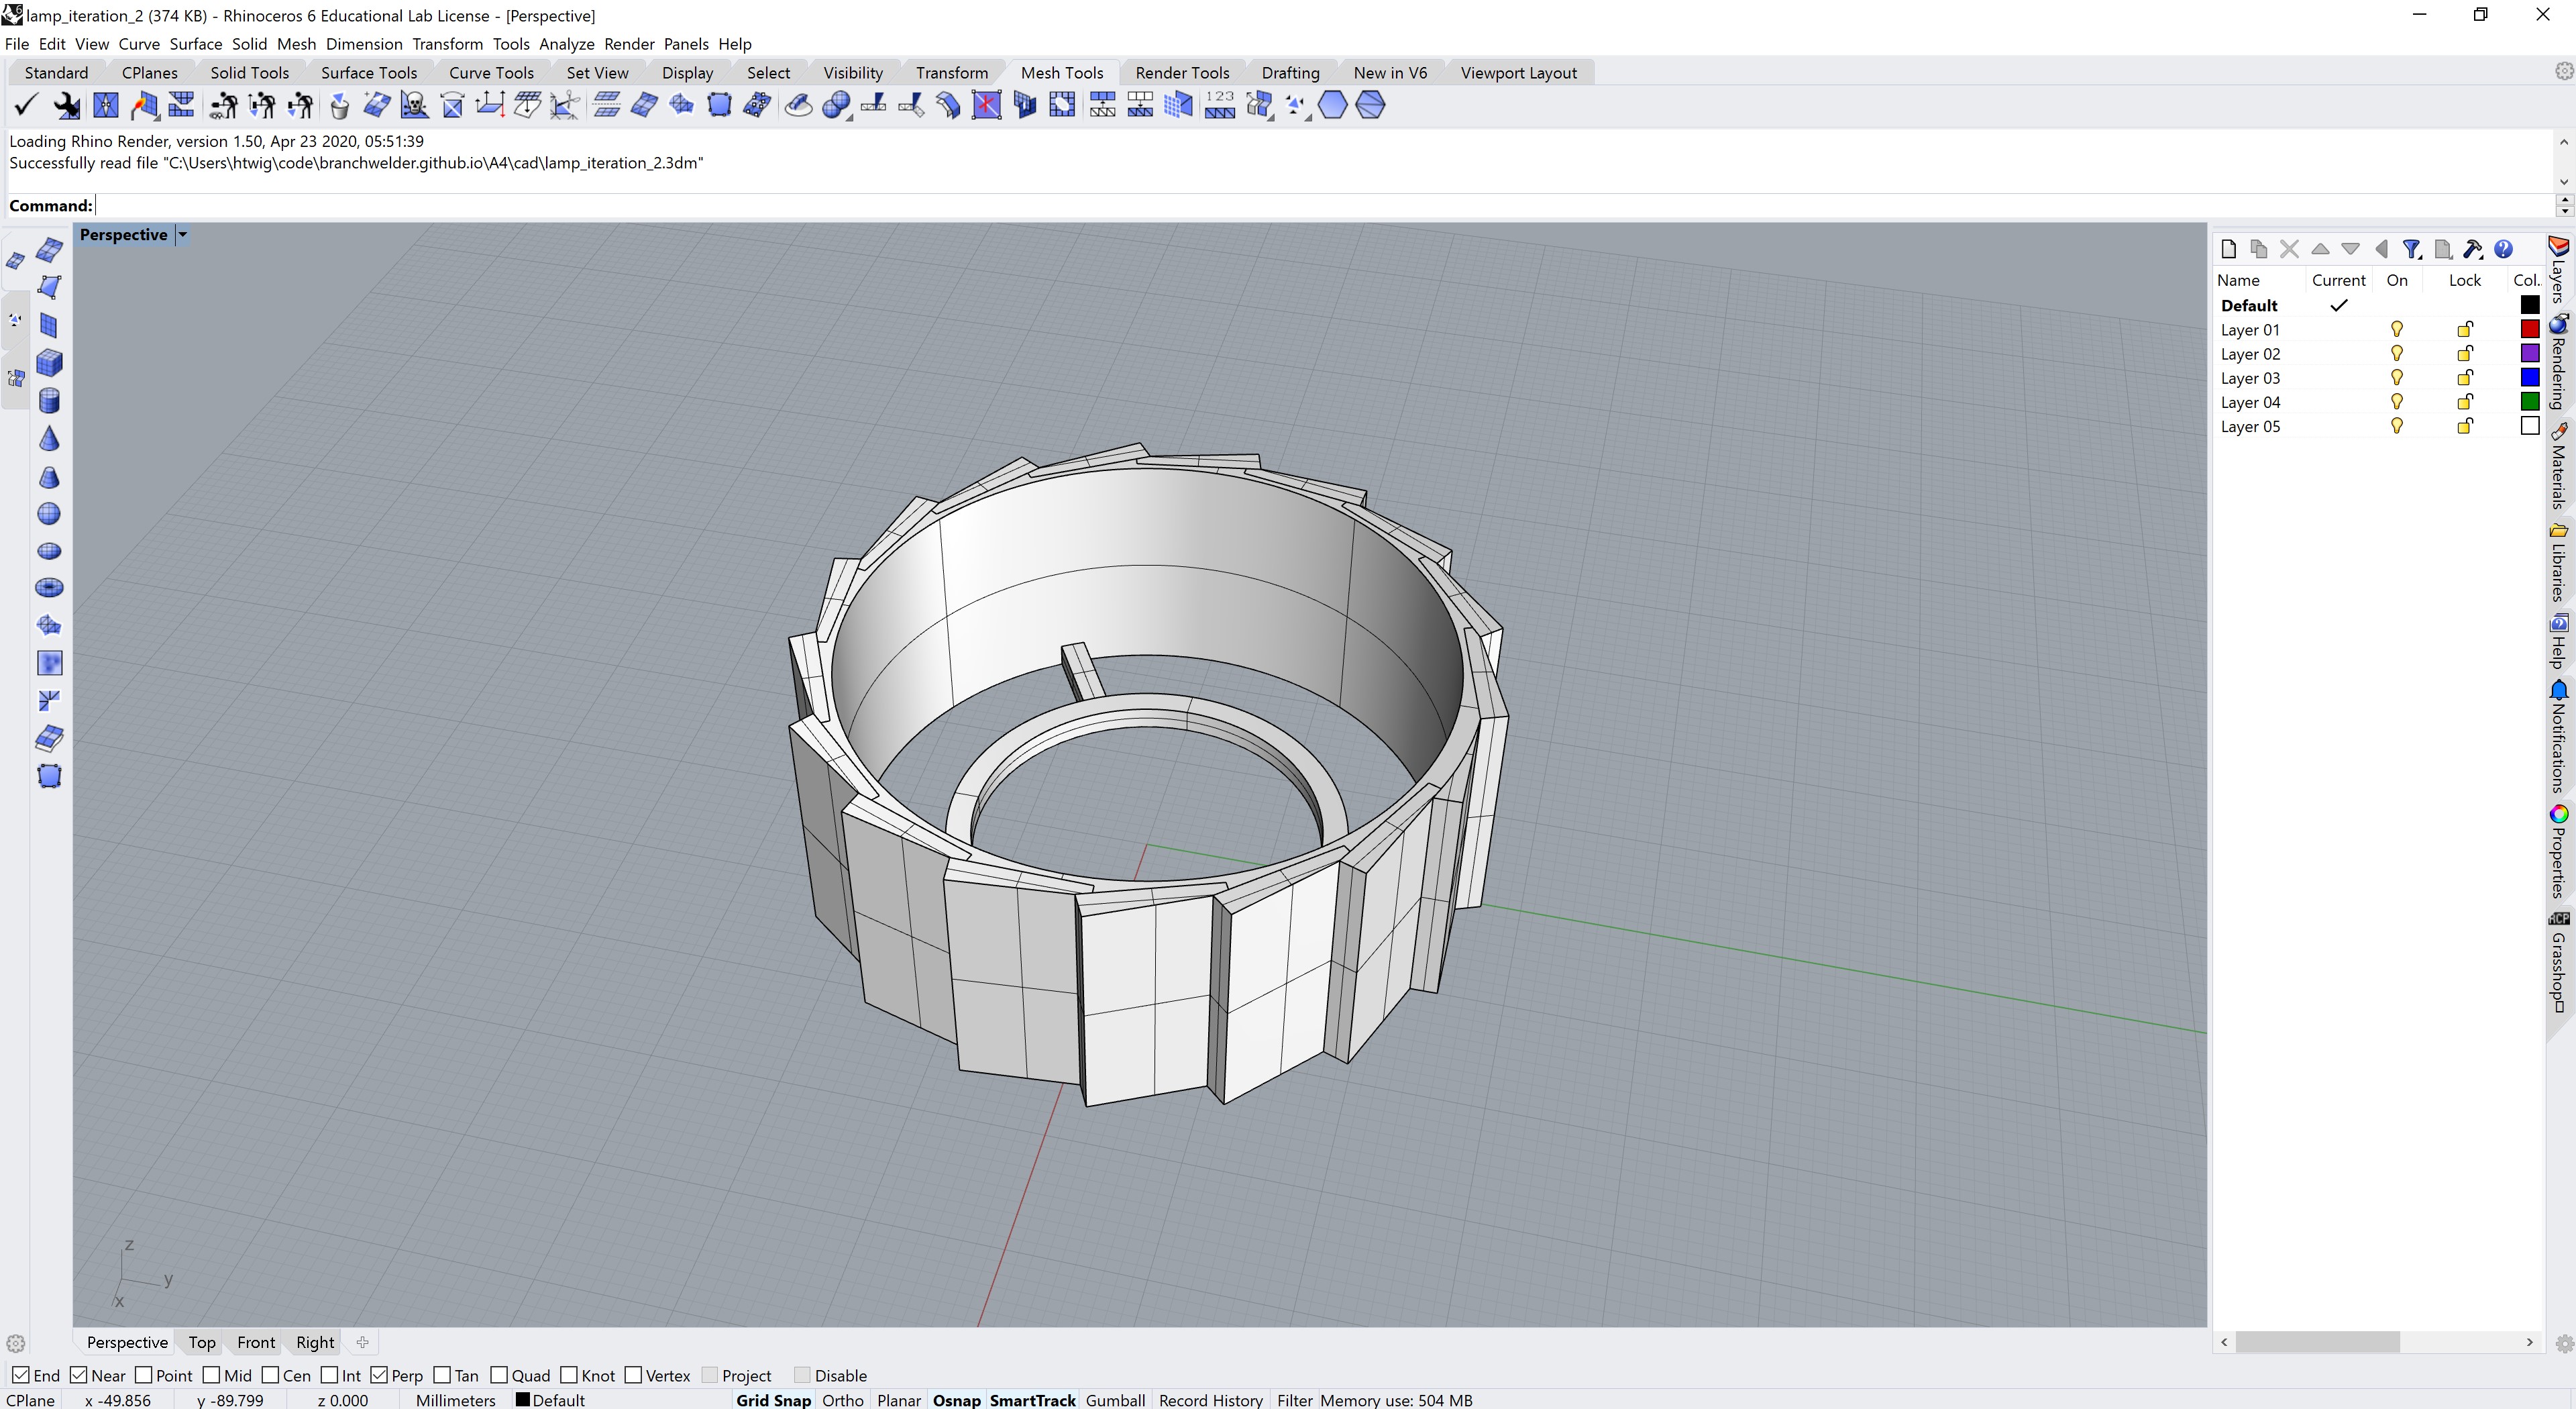 lamp_iteration_2 (374 KB) - Rhinoceros 6 Educational Lab License - [Perspective]
File Edit View Curve Surface Solid Mesh Dimension Transform Tools Analyze Render Panels Help
Standard CPlanes Solid Tools Surface Tools Curve Tools Set View Display Select Visibility Transform Mesh Tools Render Tools Drafting New in V6 Viewport Layout
123
Loading Rhino Render, version 1.50, Apr 23 2020, 05:51:39
Successfully read file "C:\Users\htwig\code\branchwelder.github.io\A4\cad\lamp_iteration_2.3dm"
Command:
Perspective
Name Current On Lock Col.
Default
Layer 01
Layer 02
Layer 03
Layer 04
Layer 05
Layers
Rendering
Materials
Libraries
Help
Notifications
Properties
RCP
Grasshop
z
y
x
Perspective Top Front Right
End Near Point Mid Cen Int Perp Tan Quad Knot Vertex Project Disable
CPlane x -49.856 y -89.799 z 0.000 Millimeters Default Grid Snap Ortho Planar Osnap SmartTrack Gumball Record History Filter Memory use: 504 MB